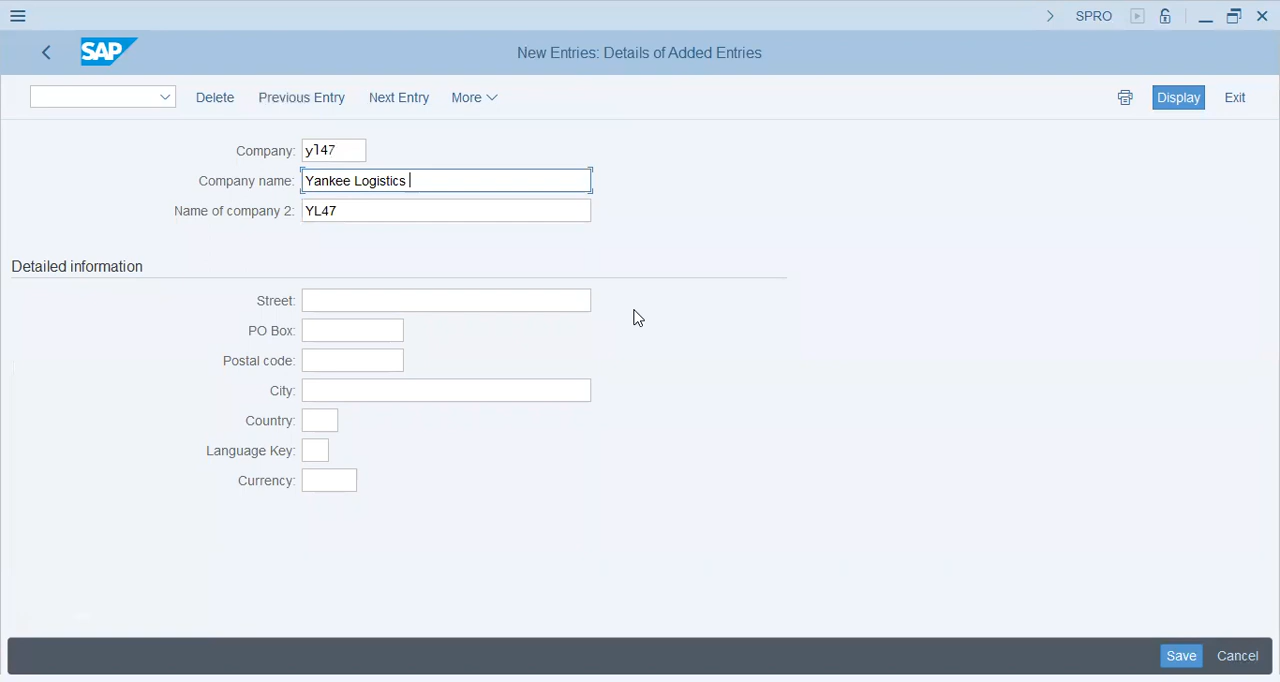 SPRO
SAP
New Entries: Details of Added Entries
Delete Previous Entry Next Entry More Display Exit
Company: yl47
Company name: Yankee Logistics
Name of company 2: YL47
Detailed information
Street:
PO Box:
Postal code:
City:
Country:
Language Key:
Currency:
Save Cancel